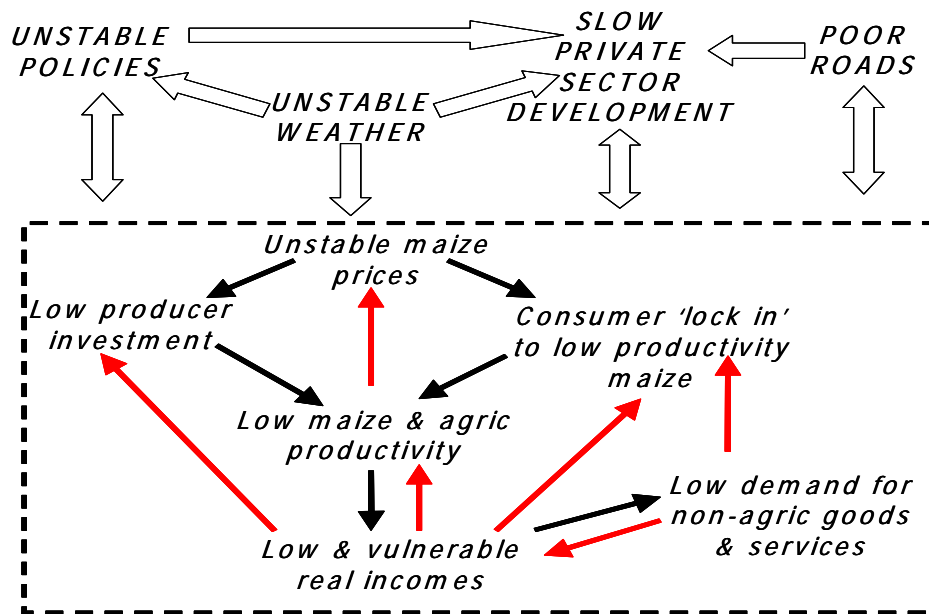 UNSTABLE
POLICIES
SLOW
PRIVATE
SECTOR
DEVELOPMENT
POOR
ROADS
UNSTABLE
WEATHER
Unstable maize
prices
Low producer
investment
Consumer ‘lock in’
to low productivity
maize
Low maize & agric
productivity
Low demand for
non-agric goods
& services
Low & vulnerable
real incomes